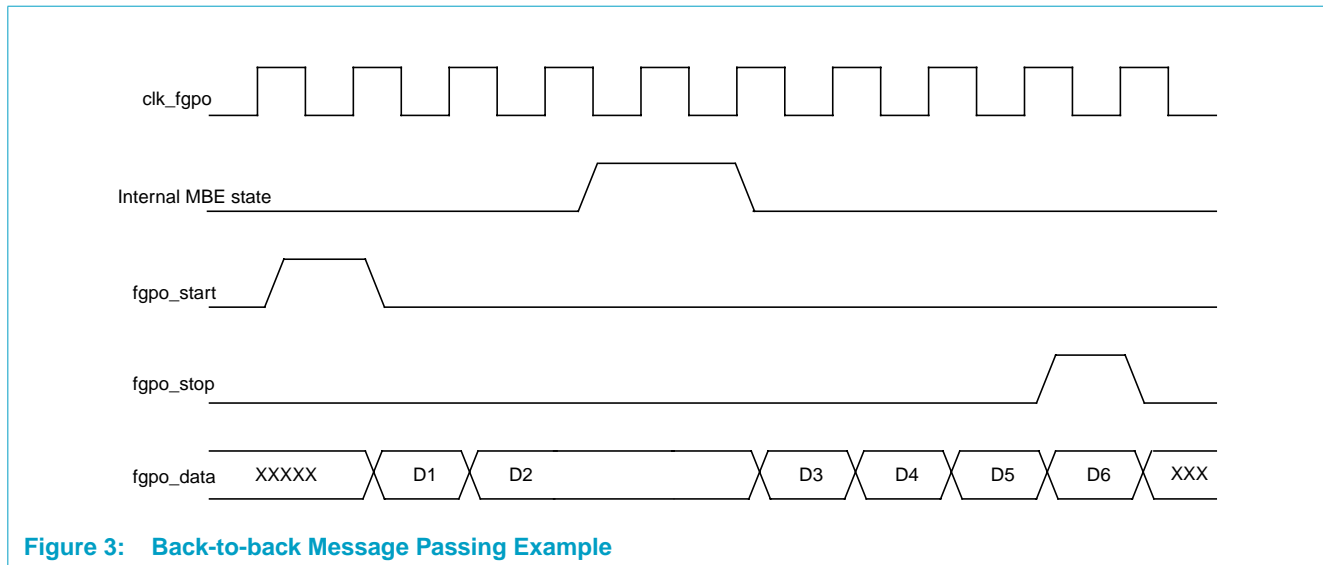 clk_fgpo
Internal MBE state
fgpo_start
fgpo_stop
fgpo_data XXXXX D1 D2 D3 D4 D5 D6 XXX
Figure 3: Back-to-back Message Passing Example